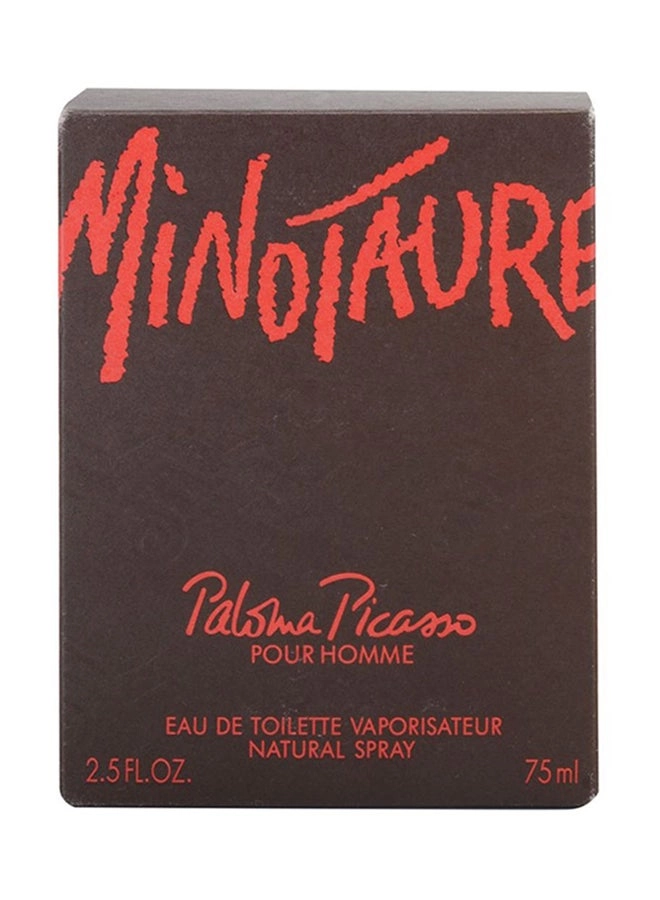 MINOTAURE
Paloma Picasso
POUR HOMME
EAU DE TOILETTE VAPORISATEUR
NATURAL SPRAY
2.5 FL.OZ. 75 ml